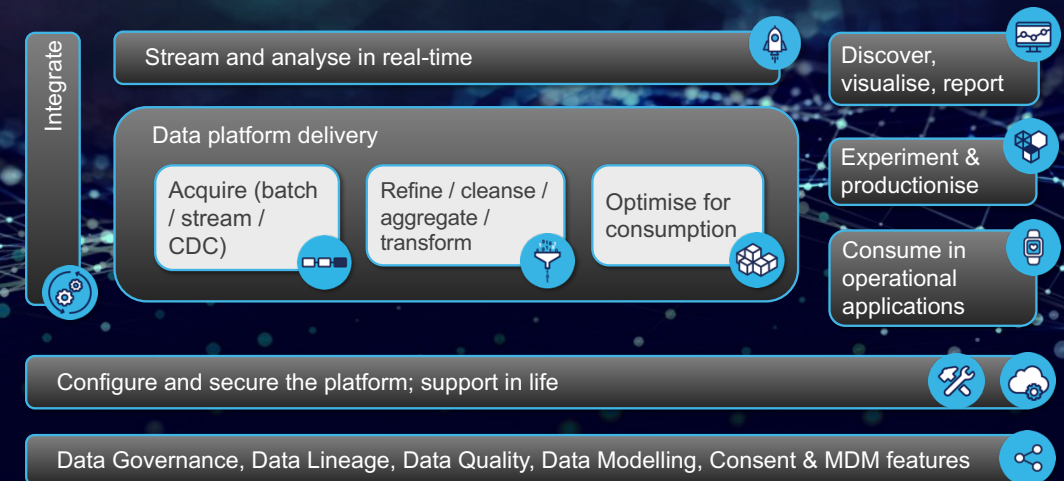 Integrate
Stream and analyse in real-time
Data platform delivery
Acquire (batch
/ stream /
CDC)
Refine / cleanse /
aggregate /
transform
Optimise for
consumption
Discover,
visualise, report
Experiment &
productionise
Consume in
operational
applications
Configure and secure the platform; support in life
Data Governance, Data Lineage, Data Quality, Data Modelling, Consent & MDM features